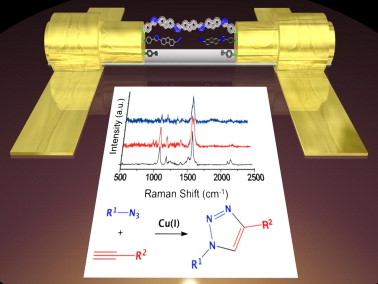 Intensity (a.u.)
500 1000 1500 2000 2500
Raman Shift (cm⁻¹)
R¹—N₃
+
Cu(I)
R²
N
N N
R²
R¹